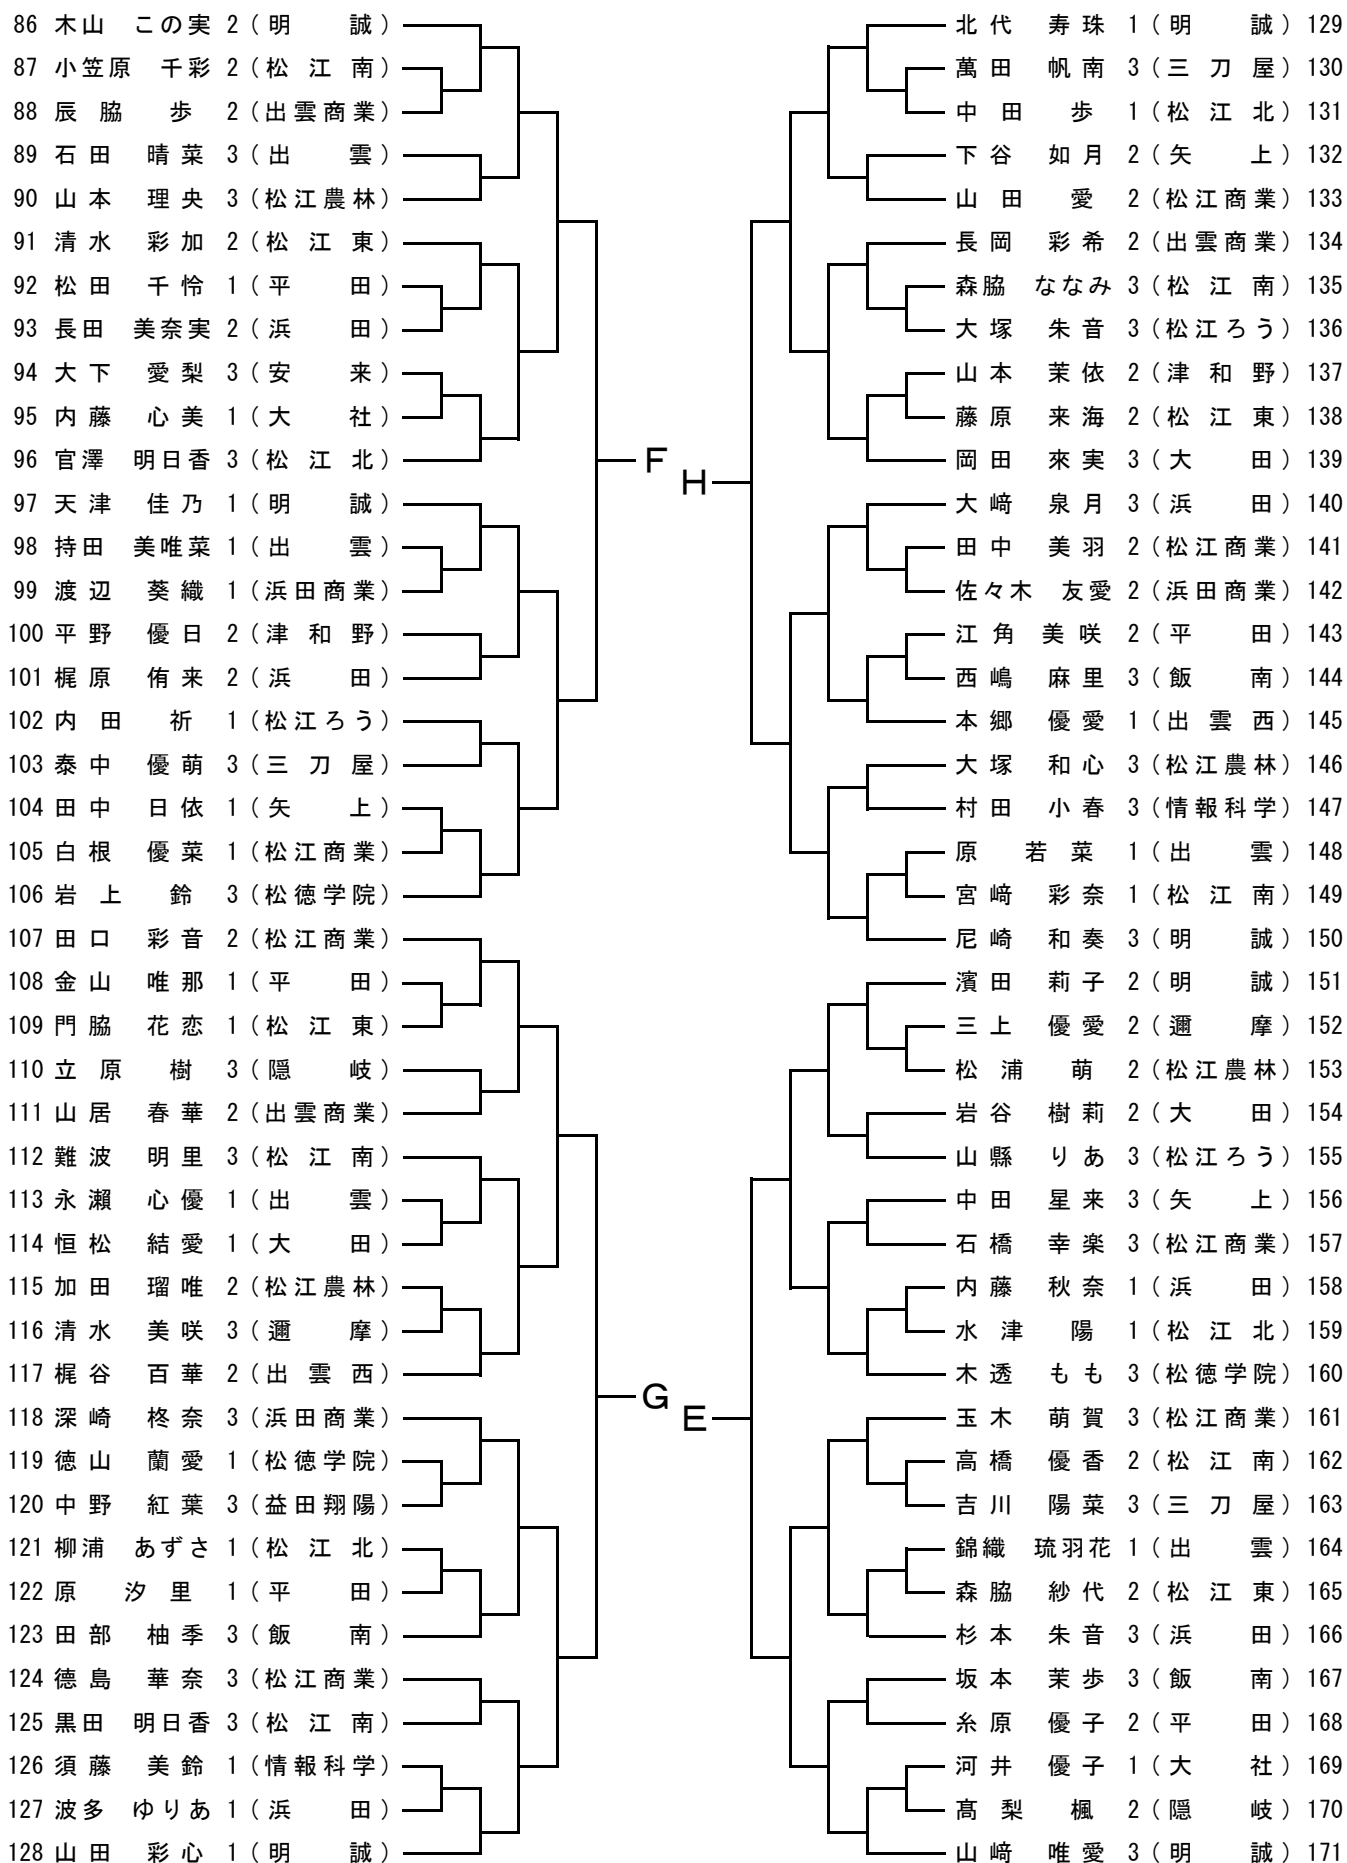 86 木山 この実 2 (明 誠)
87 小笠原 千彩 2 (松 江 南)
88 辰 脇 歩 2 (出雲商業)
89 石 田 晴 菜 3 (出 雲)
90 山 本 理 央 3 (松江農林)
91 清 水 彩 加 2 (松 江 東)
92 松 田 千 怜 1 (平 田)
93 長田 美奈実 2 (浜 田)
94 大 下 愛 梨 3 (安 来)
95 内 藤 心 美 1 (大 社)
96 官澤 明日香 3 (松 江 北)
97 天 津 佳 乃 1 (明 誠)
98 持田 美唯菜 1 (出 雲)
99 渡 辺 葵 織 1 (浜田商業)
100 平 野 優 日 2 (津 和 野)
101 梶 原 侑 来 2 (浜 田)
102 内 田 祈 1 (松江ろう)
103 泰 中 優 萌 3 (三 刀 屋)
104 田 中 日 依 1 (矢 上)
105 白 根 優 菜 1 (松江商業)
106 岩 上 鈴 3 (松徳学院)
107 田 口 彩 音 2 (松江商業)
108 金 山 唯 那 1 (平 田)
109 門 脇 花 恋 1 (松 江 東)
110 立 原 樹 3 (隠 岐)
111 山 居 春 華 2 (出雲商業)
112 難 波 明 里 3 (松 江 南)
113 永 瀬 心 優 1 (出 雲)
114 恒 松 結 愛 1 (大 田)
115 加 田 瑠 唯 2 (松江農林)
116 清 水 美 咲 3 (邇 摩)
117 梶 谷 百 華 2 (出 雲 西)
118 深 崎 柊 奈 3 (浜田商業)
119 徳 山 蘭 愛 1 (松徳学院)
120 中 野 紅 葉 3 (益田翔陽)
121 柳浦 あずさ 1 (松 江 北)
122 原 汐 里 1 (平 田)
123 田 部 柚 季 3 (飯 南)
124 徳 島 華 奈 3 (松江商業)
125 黒田 明日香 3 (松 江 南)
126 須 藤 美 鈴 1 (情報科学)
127 波多 ゆりあ 1 (浜 田)
128 山 田 彩 心 1 (明 誠)
F
G
H
E
北 代 寿 珠 1 (明 誠) 129
萬 田 帆 南 3 (三 刀 屋) 130
中 田 歩 1 (松 江 北) 131
下 谷 如 月 2 (矢 上) 132
山 田 愛 2 (松江商業) 133
長 岡 彩 希 2 (出雲商業) 134
森脇 ななみ 3 (松 江 南) 135
大 塚 朱 音 3 (松江ろう) 136
山 本 茉 依 2 (津 和 野) 137
藤 原 来 海 2 (松 江 東) 138
岡 田 來 実 3 (大 田) 139
大 﨑 泉 月 3 (浜 田) 140
田 中 美 羽 2 (松江商業) 141
佐々木 友愛 2 (浜田商業) 142
江 角 美 咲 2 (平 田) 143
西 嶋 麻 里 3 (飯 南) 144
本 郷 優 愛 1 (出 雲 西) 145
大 塚 和 心 3 (松江農林) 146
村 田 小 春 3 (情報科学) 147
原 若 菜 1 (出 雲) 148
宮 﨑 彩 奈 1 (松 江 南) 149
尼 崎 和 奏 3 (明 誠) 150
濱 田 莉 子 2 (明 誠) 151
三 上 優 愛 2 (邇 摩) 152
松 浦 萌 2 (松江農林) 153
岩 谷 樹 莉 2 (大 田) 154
山 縣 り あ 3 (松江ろう) 155
中 田 星 来 3 (矢 上) 156
石 橋 幸 楽 3 (松江商業) 157
内 藤 秋 奈 1 (浜 田) 158
水 津 陽 1 (松 江 北) 159
木 透 も も 3 (松徳学院) 160
玉 木 萌 賀 3 (松江商業) 161
高 橋 優 香 2 (松 江 南) 162
吉 川 陽 菜 3 (三 刀 屋) 163
錦織 琉羽花 1 (出 雲) 164
森 脇 紗 代 2 (松 江 東) 165
杉 本 朱 音 3 (浜 田) 166
坂 本 茉 歩 3 (飯 南) 167
糸 原 優 子 2 (平 田) 168
河 井 優 子 1 (大 社) 169
髙 梨 楓 2 (隠 岐) 170
山 﨑 唯 愛 3 (明 誠) 171